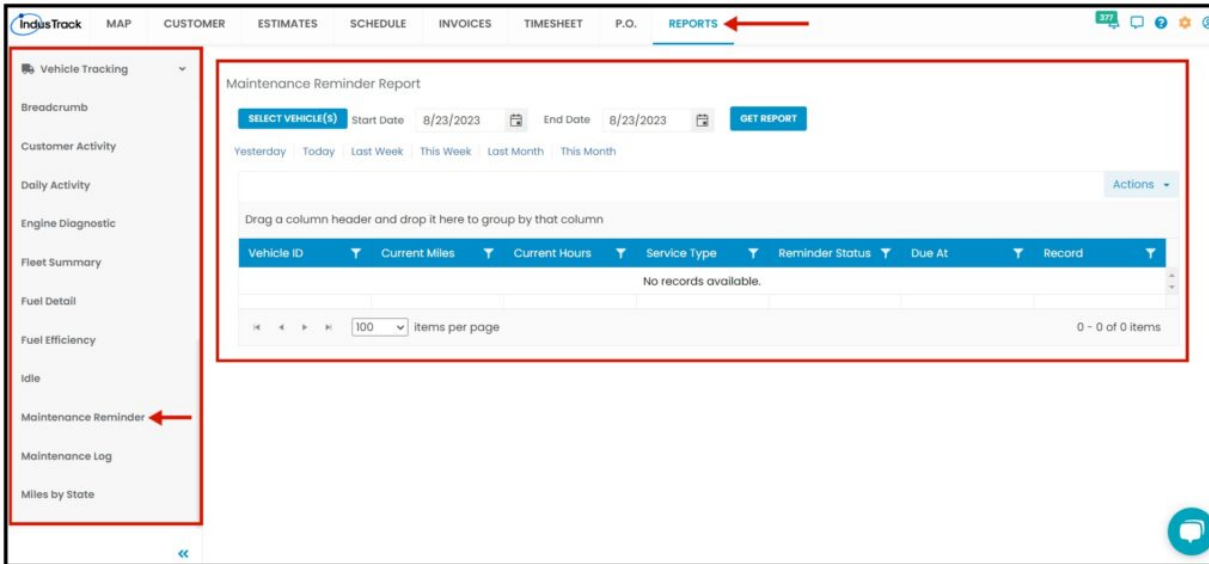 indusTrack MAP CUSTOMER ESTIMATES SCHEDULE INVOICES TIMESHEET P.O. REPORTS 377
Vehicle Tracking
Breadcrumb
Customer Activity
Daily Activity
Engine Diagnostic
Fleet Summary
Fuel Detail
Fuel Efficiency
Idle
Maintenance Reminder
Maintenance Log
Miles by State
Maintenance Reminder Report
SELECT VEHICLE(S) Start Date 8/23/2023 End Date 8/23/2023 GET REPORT
Yesterday Today Last Week This Week Last Month This Month
Actions
Drag a column header and drop it here to group by that column
Vehicle ID Current Miles Current Hours Service Type Reminder Status Due At Record
No records available.
100 items per page 0 - 0 of 0 items